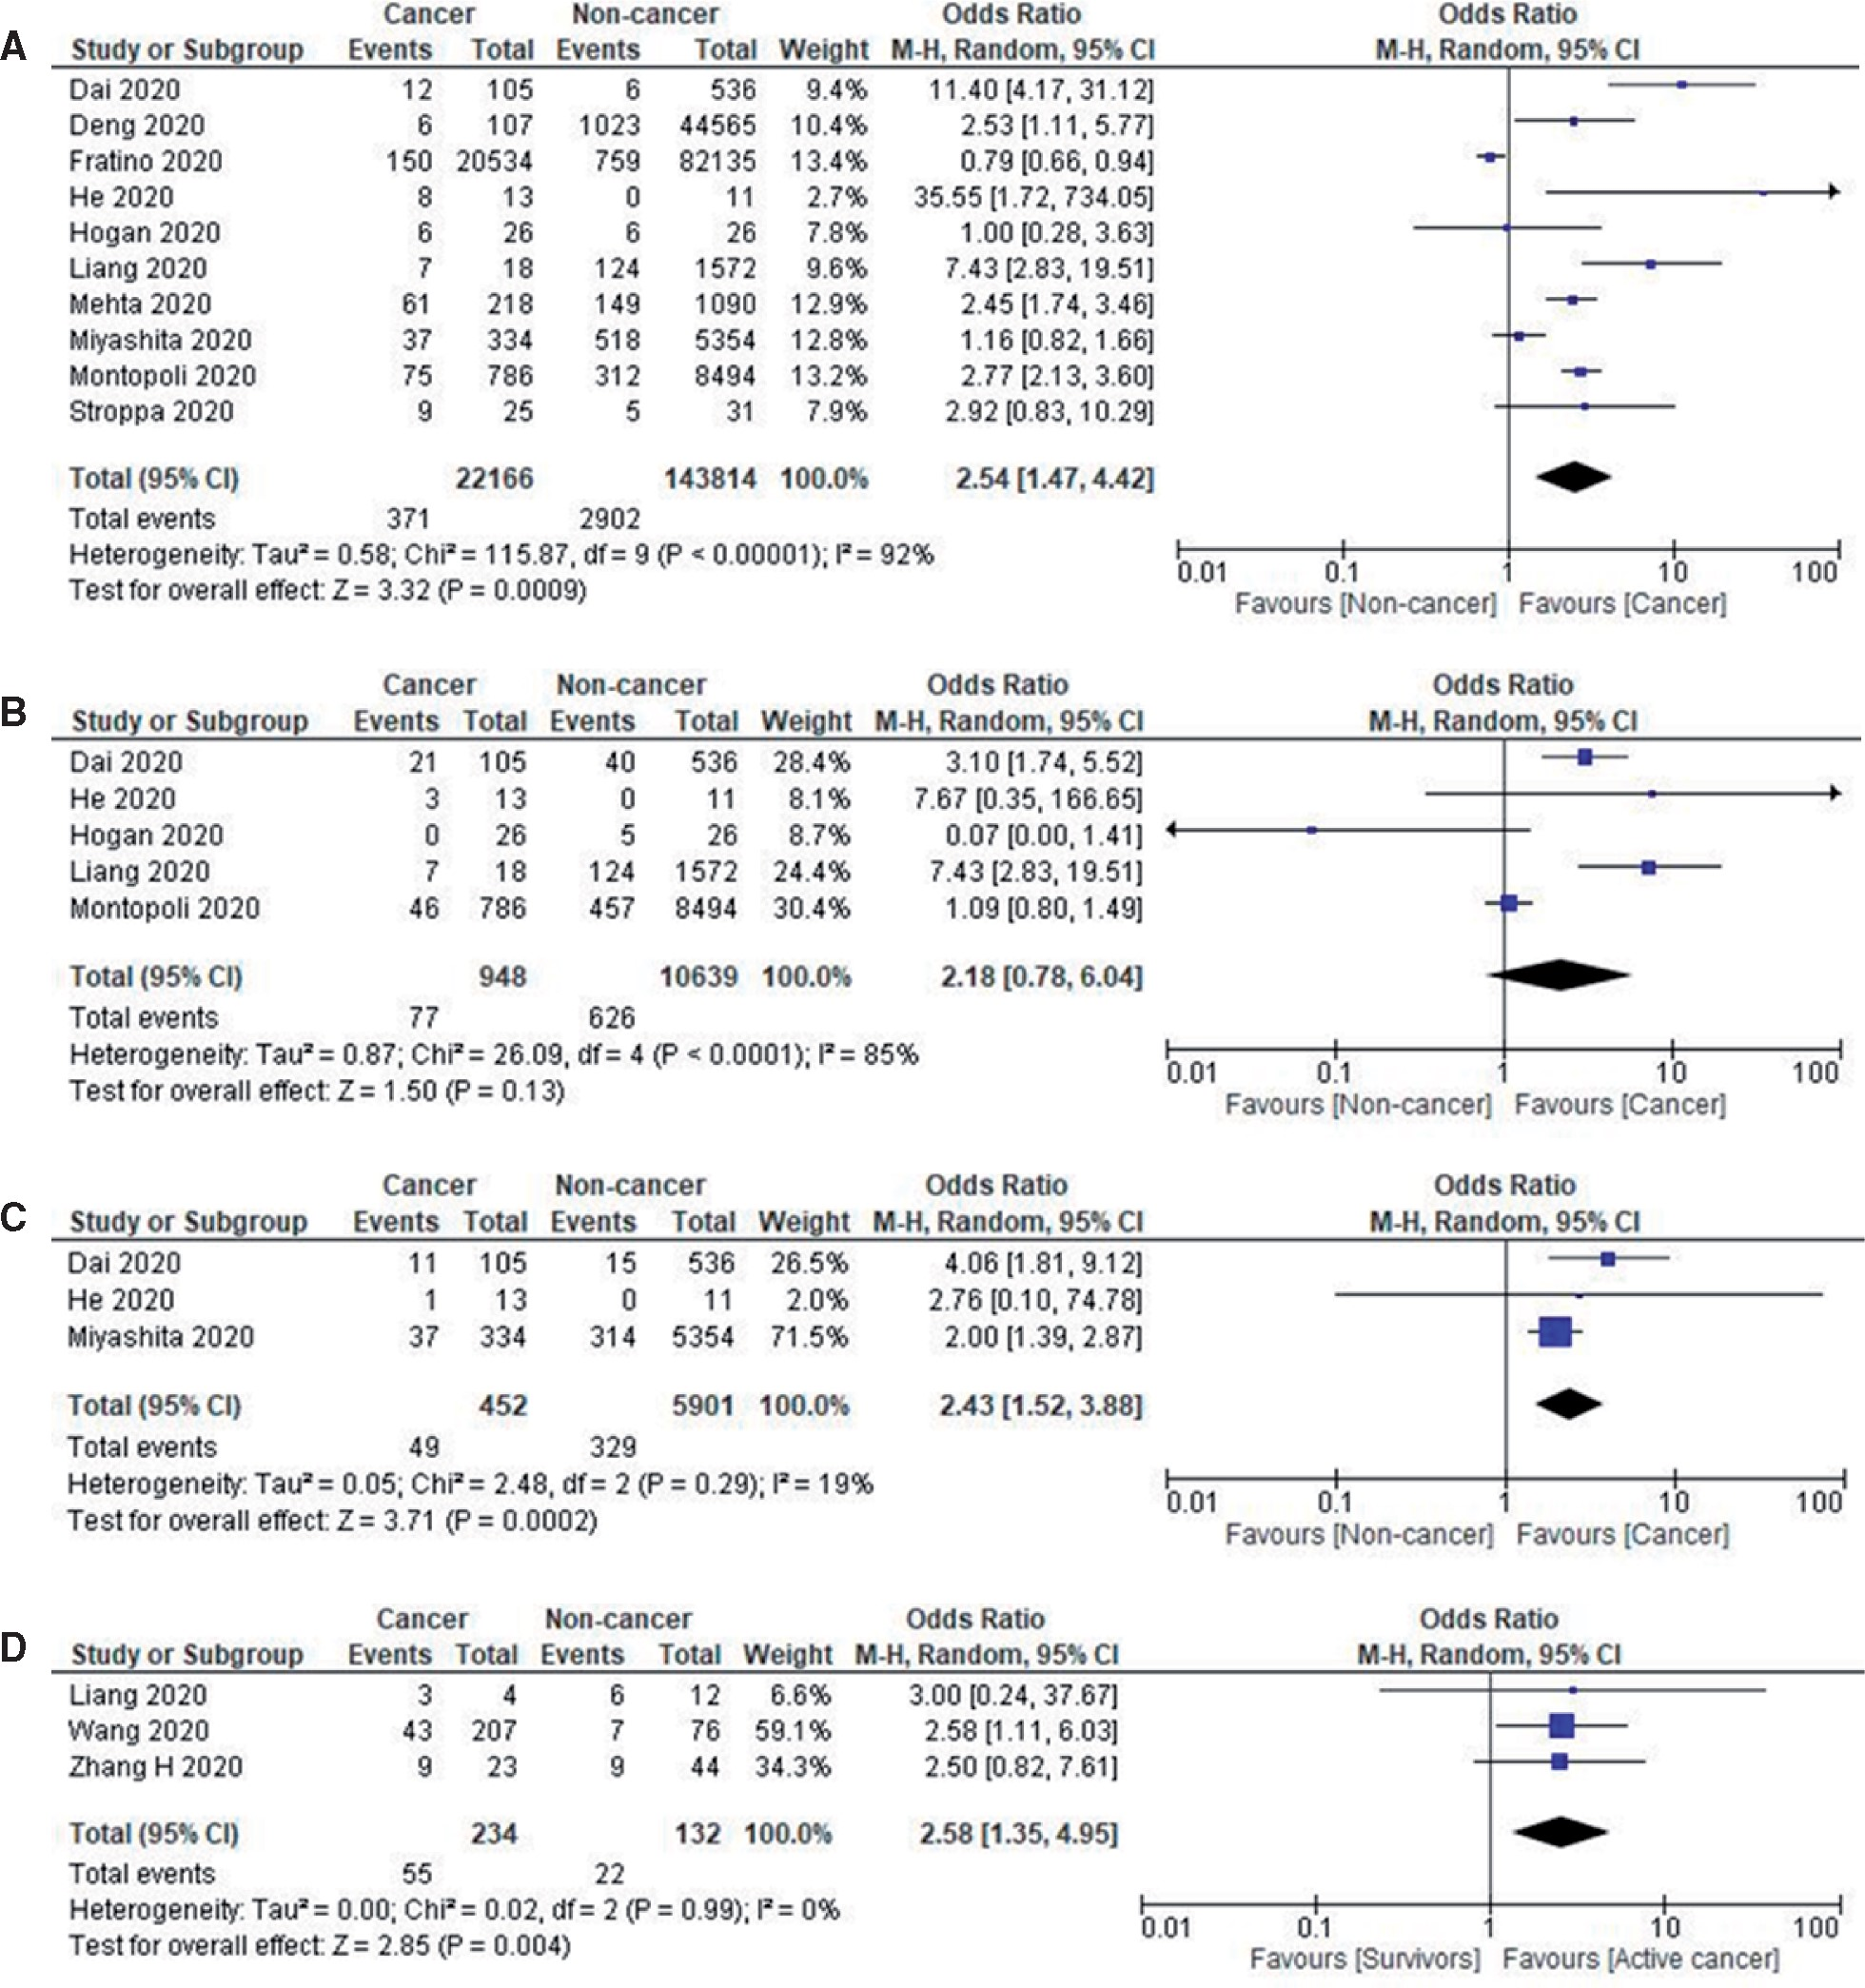 A
Cancer Non-cancer Odds Ratio Odds Ratio
Study or Subgroup Events Total Events Total Weight M-H, Random, 95% CI M-H, Random, 95% CI
Dai 2020 12 105 6 536 9.4% 11.40 [4.17, 31.12]
Deng 2020 6 107 1023 44565 10.4% 2.53 [1.11, 5.77]
Fratino 2020 150 20534 759 82135 13.4% 0.79 [0.66, 0.94]
He 2020 8 13 0 11 2.7% 35.55 [1.72, 734.05]
Hogan 2020 6 26 6 26 7.8% 1.00 [0.28, 3.63]
Liang 2020 7 18 124 1572 9.6% 7.43 [2.83, 19.51]
Mehta 2020 61 218 149 1090 12.9% 2.45 [1.74, 3.46]
Miyashita 2020 37 334 518 5354 12.8% 1.16 [0.82, 1.66]
Montopoli 2020 75 786 312 8494 13.2% 2.77 [2.13, 3.60]
Stroppa 2020 9 25 5 31 7.9% 2.92 [0.83, 10.29]
Total (95% CI) 22166 143814 100.0% 2.54 [1.47, 4.42]
Total events 371 2902
Heterogeneity: Tau² = 0.58; Chi² = 115.87, df = 9 (P < 0.00001); I² = 92%
Test for overall effect: Z = 3.32 (P = 0.0009)
0.01 0.1 1 10 100
Favours [Non-cancer] Favours [Cancer]
B
Cancer Non-cancer Odds Ratio Odds Ratio
Study or Subgroup Events Total Events Total Weight M-H, Random, 95% CI M-H, Random, 95% CI
Dai 2020 21 105 40 536 28.4% 3.10 [1.74, 5.52]
He 2020 3 13 0 11 8.1% 7.67 [0.35, 166.65]
Hogan 2020 0 26 5 26 8.7% 0.07 [0.00, 1.41]
Liang 2020 7 18 124 1572 24.4% 7.43 [2.83, 19.51]
Montopoli 2020 46 786 457 8494 30.4% 1.09 [0.80, 1.49]
Total (95% CI) 948 10639 100.0% 2.18 [0.78, 6.04]
Total events 77 626
Heterogeneity: Tau² = 0.87; Chi² = 26.09, df = 4 (P < 0.0001); I² = 85%
Test for overall effect: Z = 1.50 (P = 0.13)
0.01 0.1 1 10 100
Favours [Non-cancer] Favours [Cancer]
C
Cancer Non-cancer Odds Ratio Odds Ratio
Study or Subgroup Events Total Events Total Weight M-H, Random, 95% CI M-H, Random, 95% CI
Dai 2020 11 105 15 536 26.5% 4.06 [1.81, 9.12]
He 2020 1 13 0 11 2.0% 2.76 [0.10, 74.78]
Miyashita 2020 37 334 314 5354 71.5% 2.00 [1.39, 2.87]
Total (95% CI) 452 5901 100.0% 2.43 [1.52, 3.88]
Total events 49 329
Heterogeneity: Tau² = 0.05; Chi² = 2.48, df = 2 (P = 0.29); I² = 19%
Test for overall effect: Z = 3.71 (P = 0.0002)
0.01 0.1 1 10 100
Favours [Non-cancer] Favours [Cancer]
D
Cancer Non-cancer Odds Ratio Odds Ratio
Study or Subgroup Events Total Events Total Weight M-H, Random, 95% CI M-H, Random, 95% CI
Liang 2020 3 4 6 12 6.6% 3.00 [0.24, 37.67]
Wang 2020 43 207 7 76 59.1% 2.58 [1.11, 6.03]
Zhang H 2020 9 23 9 44 34.3% 2.50 [0.82, 7.61]
Total (95% CI) 234 132 100.0% 2.58 [1.35, 4.95]
Total events 55 22
Heterogeneity: Tau² = 0.00; Chi² = 0.02, df = 2 (P = 0.99); I² = 0%
Test for overall effect: Z = 2.85 (P = 0.004)
0.01 0.1 1 10 100
Favours [Survivors] Favours [Active cancer]